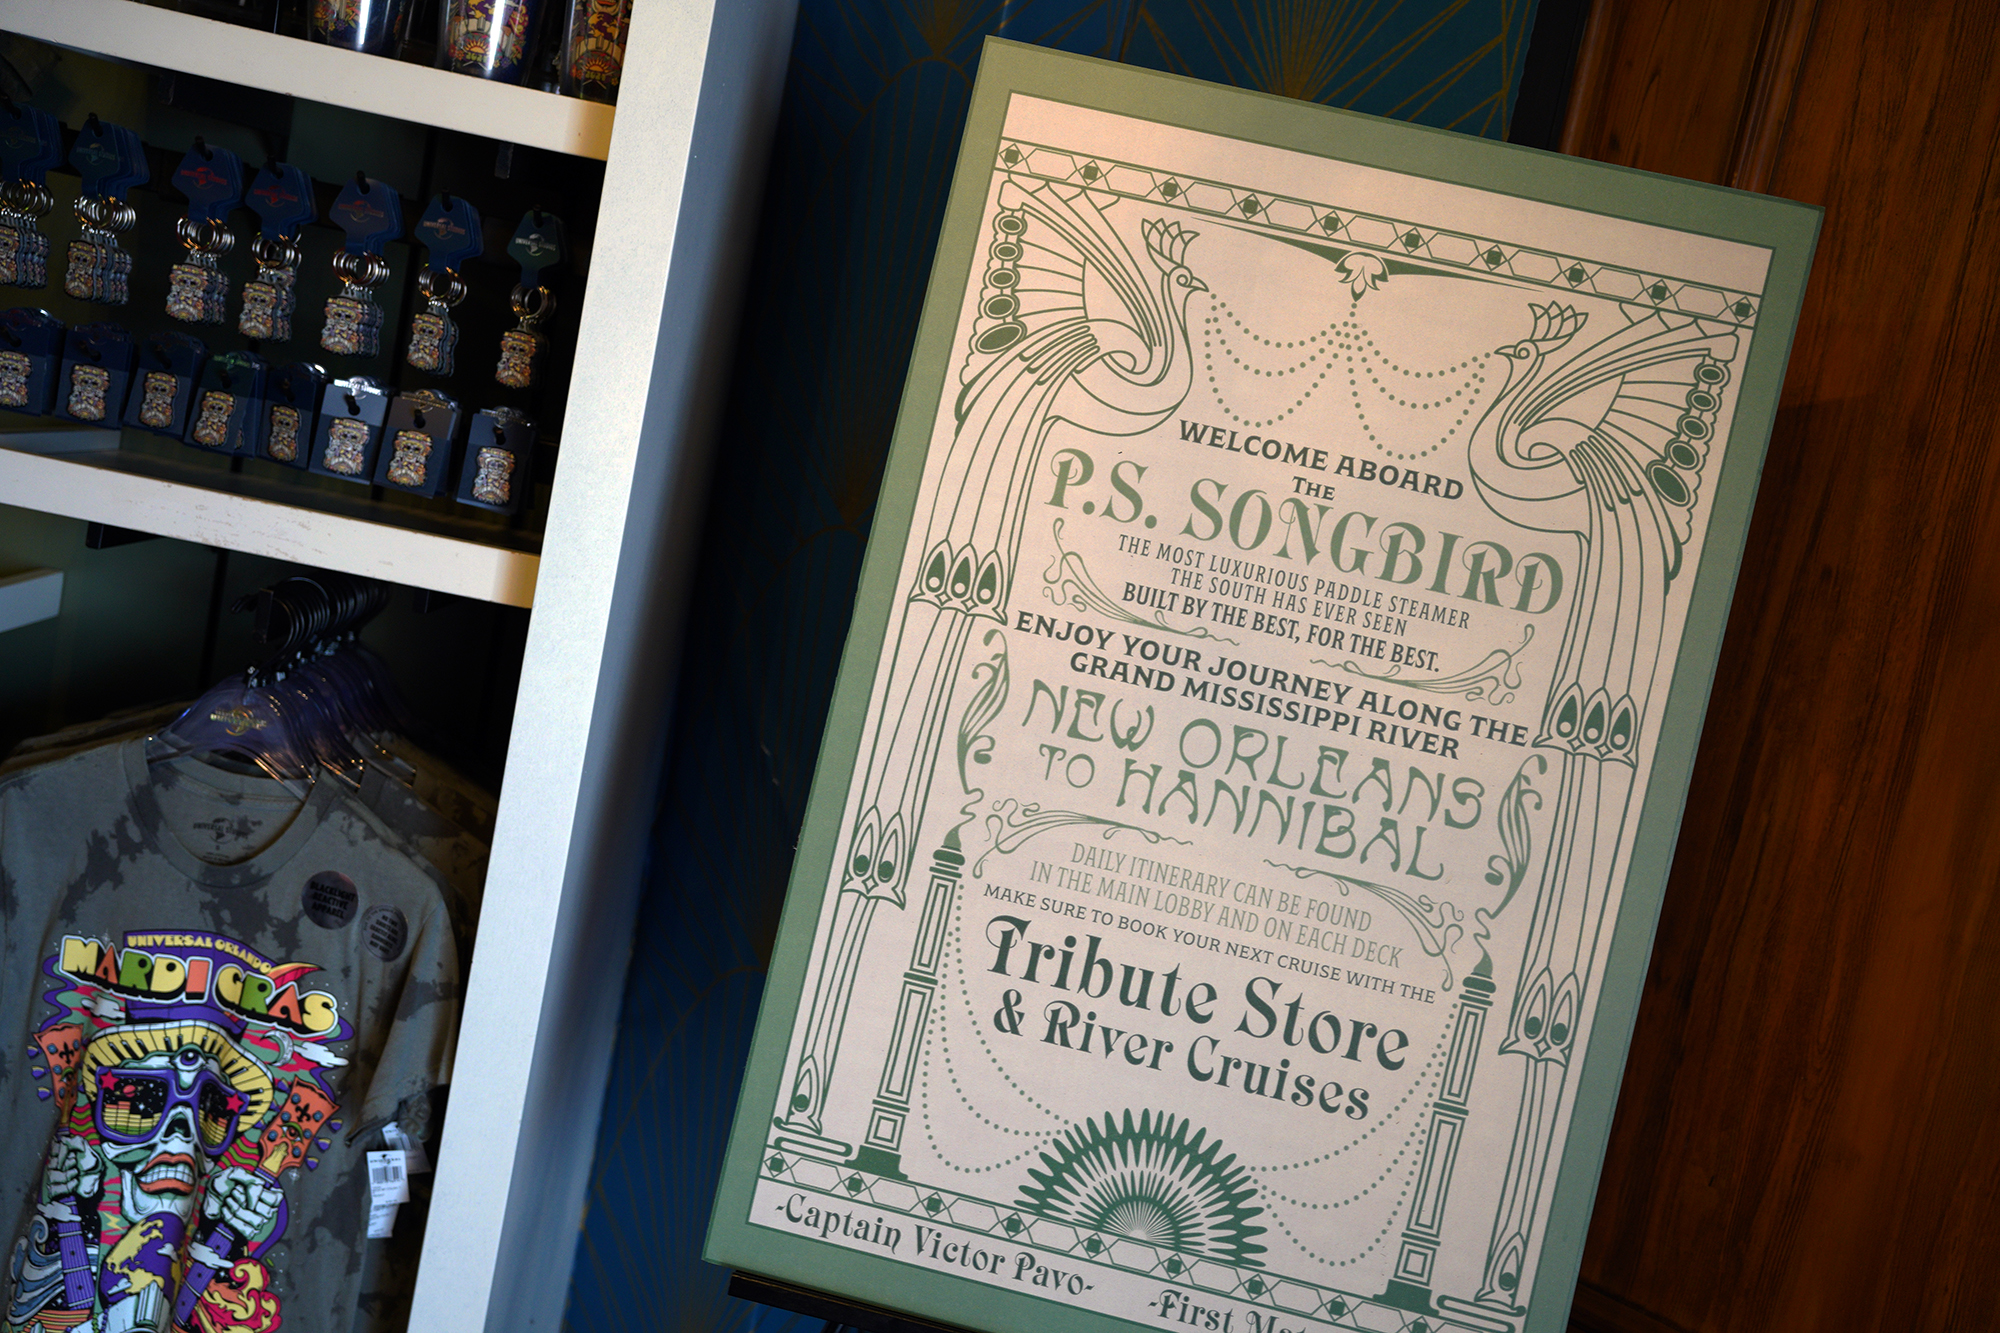 WELCOME ABOARD
THE
P.S. SONGBIRD
THE MOST LUXURIOUS PADDLE STEAMER
THE SOUTH HAS EVER SEEN
BUILT BY THE BEST, FOR THE BEST.
ENJOY YOUR JOURNEY ALONG THE
GRAND MISSISSIPPI RIVER
NEW ORLEANS
TO HANNIBAL
DAILY ITINERARY CAN BE FOUND
IN THE MAIN LOBBY AND ON EACH DECK
MAKE SURE TO BOOK YOUR NEXT CRUISE WITH THE
Tribute Store
& River Cruises
-Captain Victor Pavo-
-First
BLACKLIGHT
REACTIVE
APPAREL
UNIVERSAL ORLANDO
MARDI GRAS